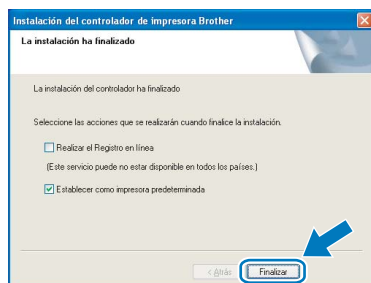 Instalación del controlador de impresora Brother
La instalación ha finalizado
La instalación del controlador ha finalizado
Seleccione las acciones que se realizarán cuando finalice la instalación.
Realizar el Registro en línea
(Este servicio puede no estar disponible en todos los países.)
Establecer como impresora predeterminada
< Atrás Finalizar